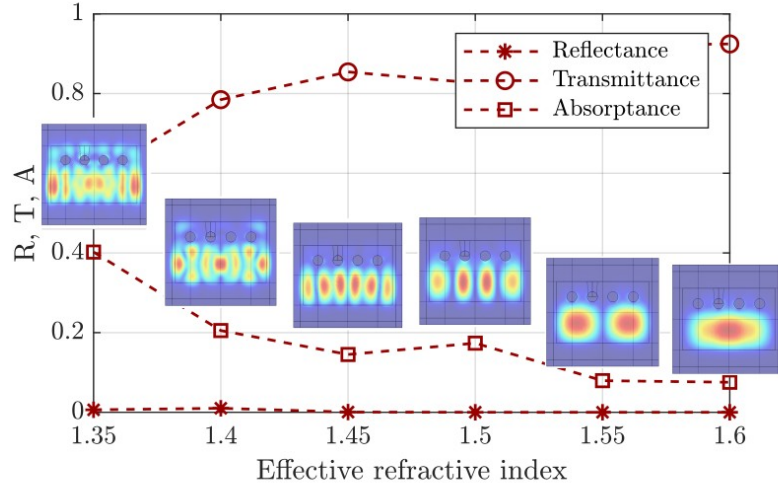 1
Reflectance
Transmittance
Absorptance
0.8
0.4
0.2
0
R, T, A
1.35 1.4 1.45 1.5 1.55 1.6
Effective refractive index